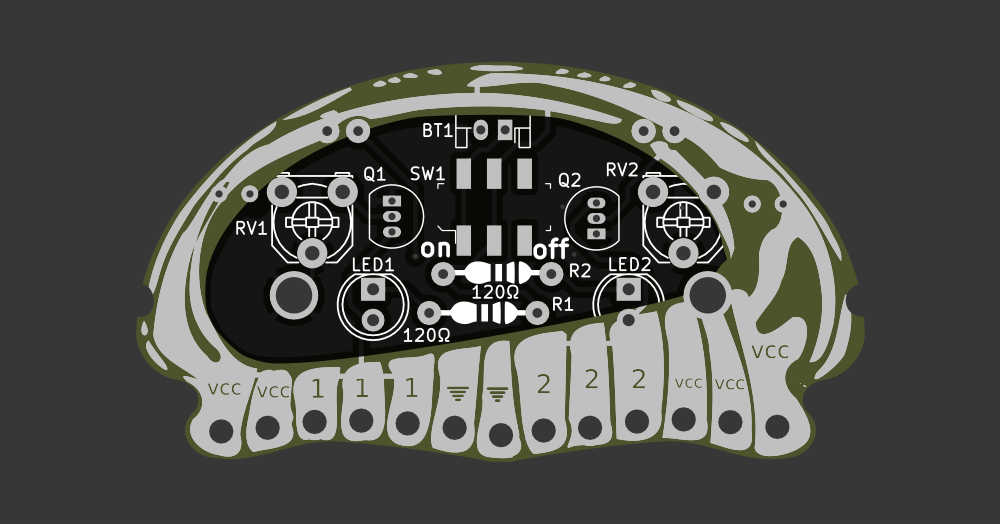 BT1
Q1 SW1 Q2 RV2
RV1
on off
LED1 R2 LED2
120Ω
R1
120Ω
VCC VCC 1 1 1 2 2 2 VCC VCC VCC